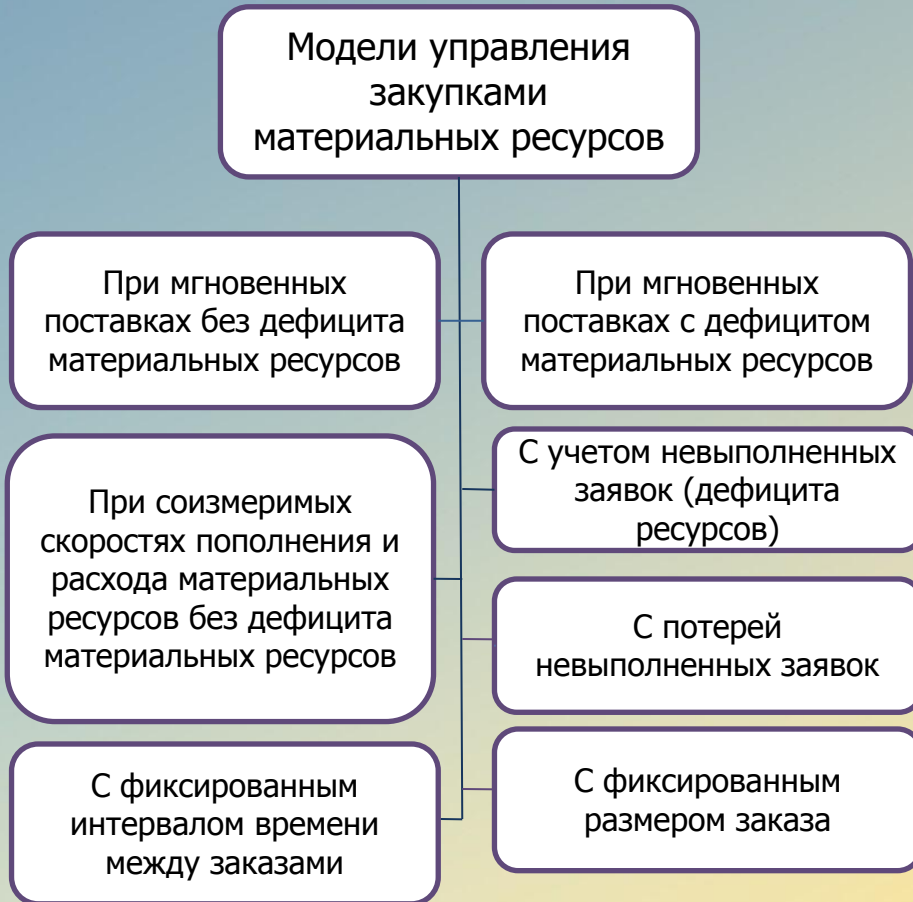 Модели управления
закупками
материальных ресурсов
При мгновенных
поставках без дефицита
материальных ресурсов
При мгновенных
поставках с дефицитом
материальных ресурсов
При соизмеримых
скоростях пополнения и
расхода материальных
ресурсов без дефицита
материальных ресурсов
С учетом невыполненных
заявок (дефицита
ресурсов)
С потерей
невыполненных заявок
С фиксированным
интервалом времени
между заказами
С фиксированным
размером заказа